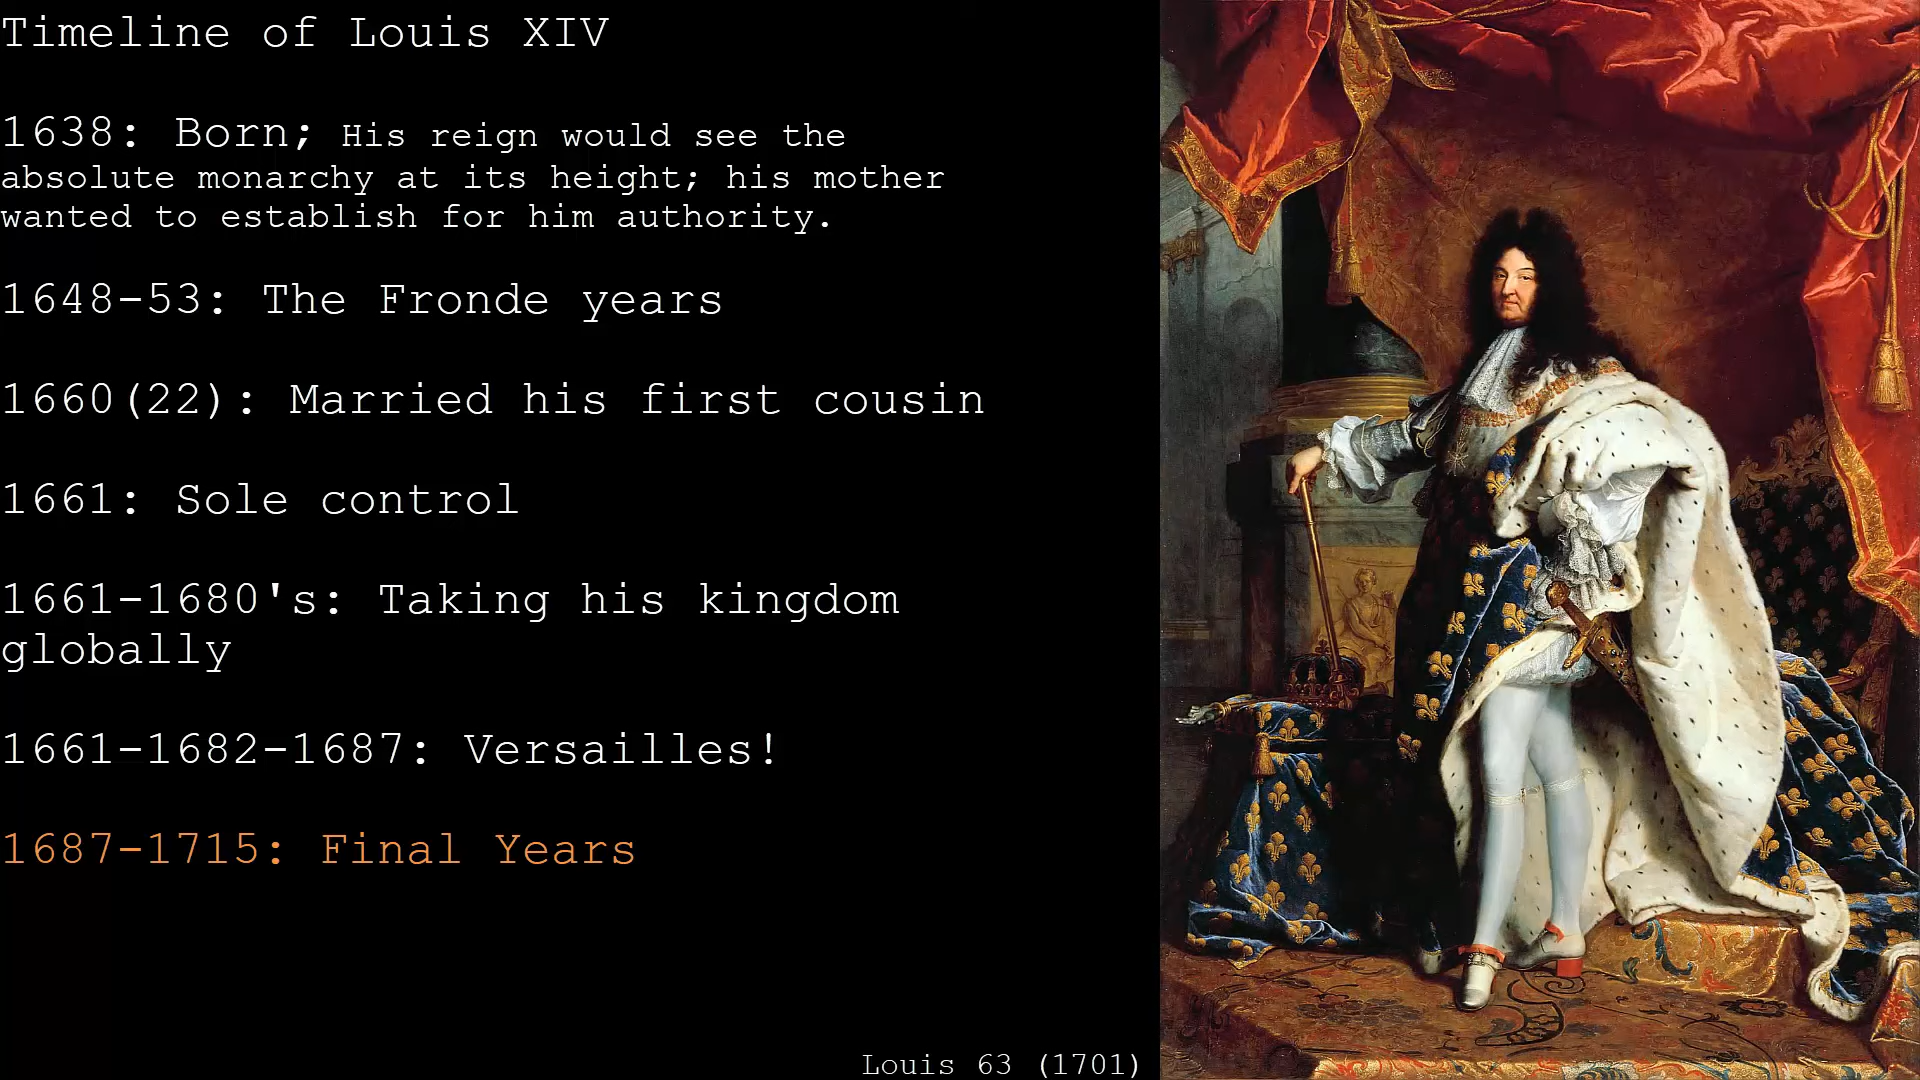 Timeline of Louis XIV
1638: Born; His reign would see the
absolute monarchy at its height; his mother
wanted to establish for him authority.
1648-53: The Fronde years
1660(22): Married his first cousin
1661: Sole control
1661-1680's: Taking his kingdom
globally
1661-1682-1687: Versailles!
1687-1715: Final Years
Louis 63 (1701)